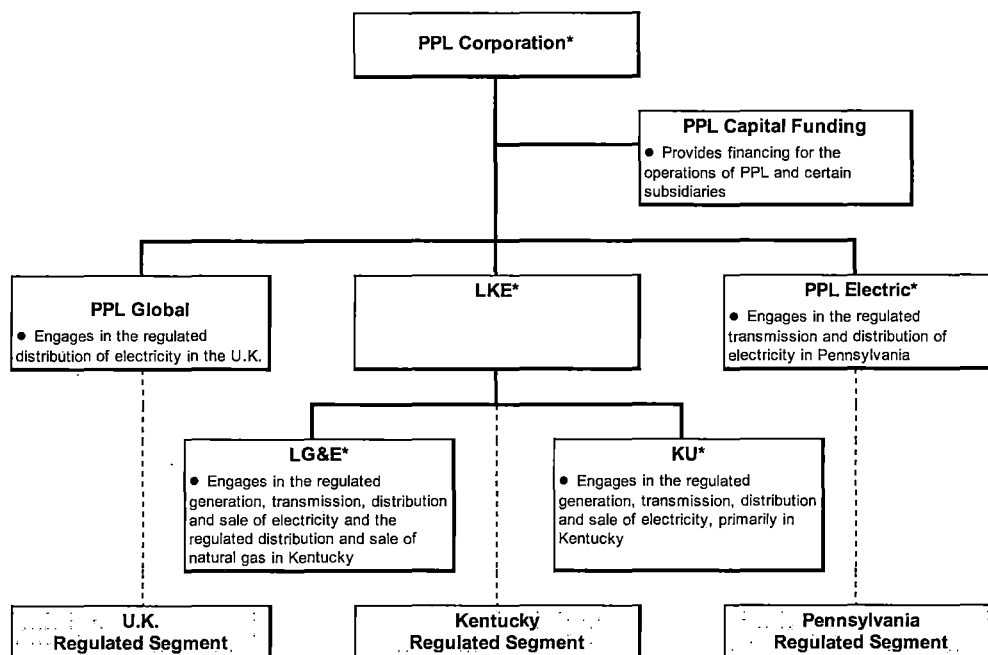 PPL Corporation*
PPL Capital Funding
● Provides financing for the
operations of PPL and certain
subsidiaries
PPL Global
● Engages in the regulated
distribution of electricity in the U.K.
LKE*
PPL Electric*
● Engages in the regulated
transmission and distribution of
electricity in Pennsylvania
LG&E*
● Engages in the regulated
generation, transmission, distribution
and sale of electricity and the
regulated distribution and sale of
natural gas in Kentucky
KU*
● Engages in the regulated
generation, transmission, distribution
and sale of electricity, primarily in
Kentucky
U.K.
Regulated Segment
Kentucky
Regulated Segment
Pennsylvania
Regulated Segment